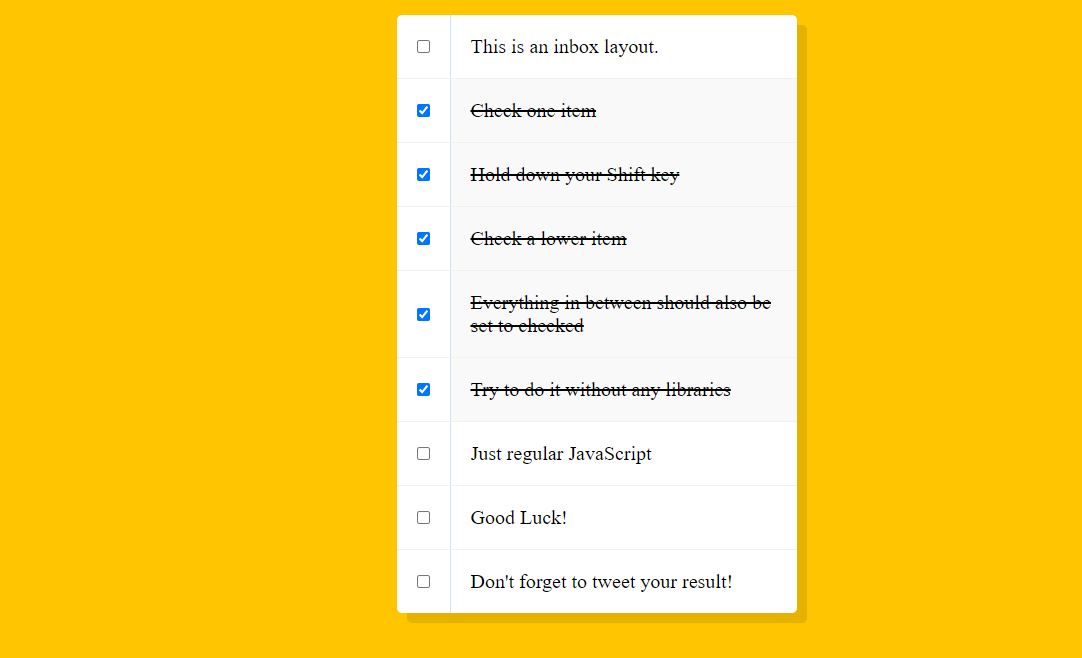 This is an inbox layout.
Check one item
Hold down your Shift key
Check a lower item
Everything in between should also be
set to checked
Try to do it without any libraries
Just regular JavaScript
Good Luck!
Don't forget to tweet your result!